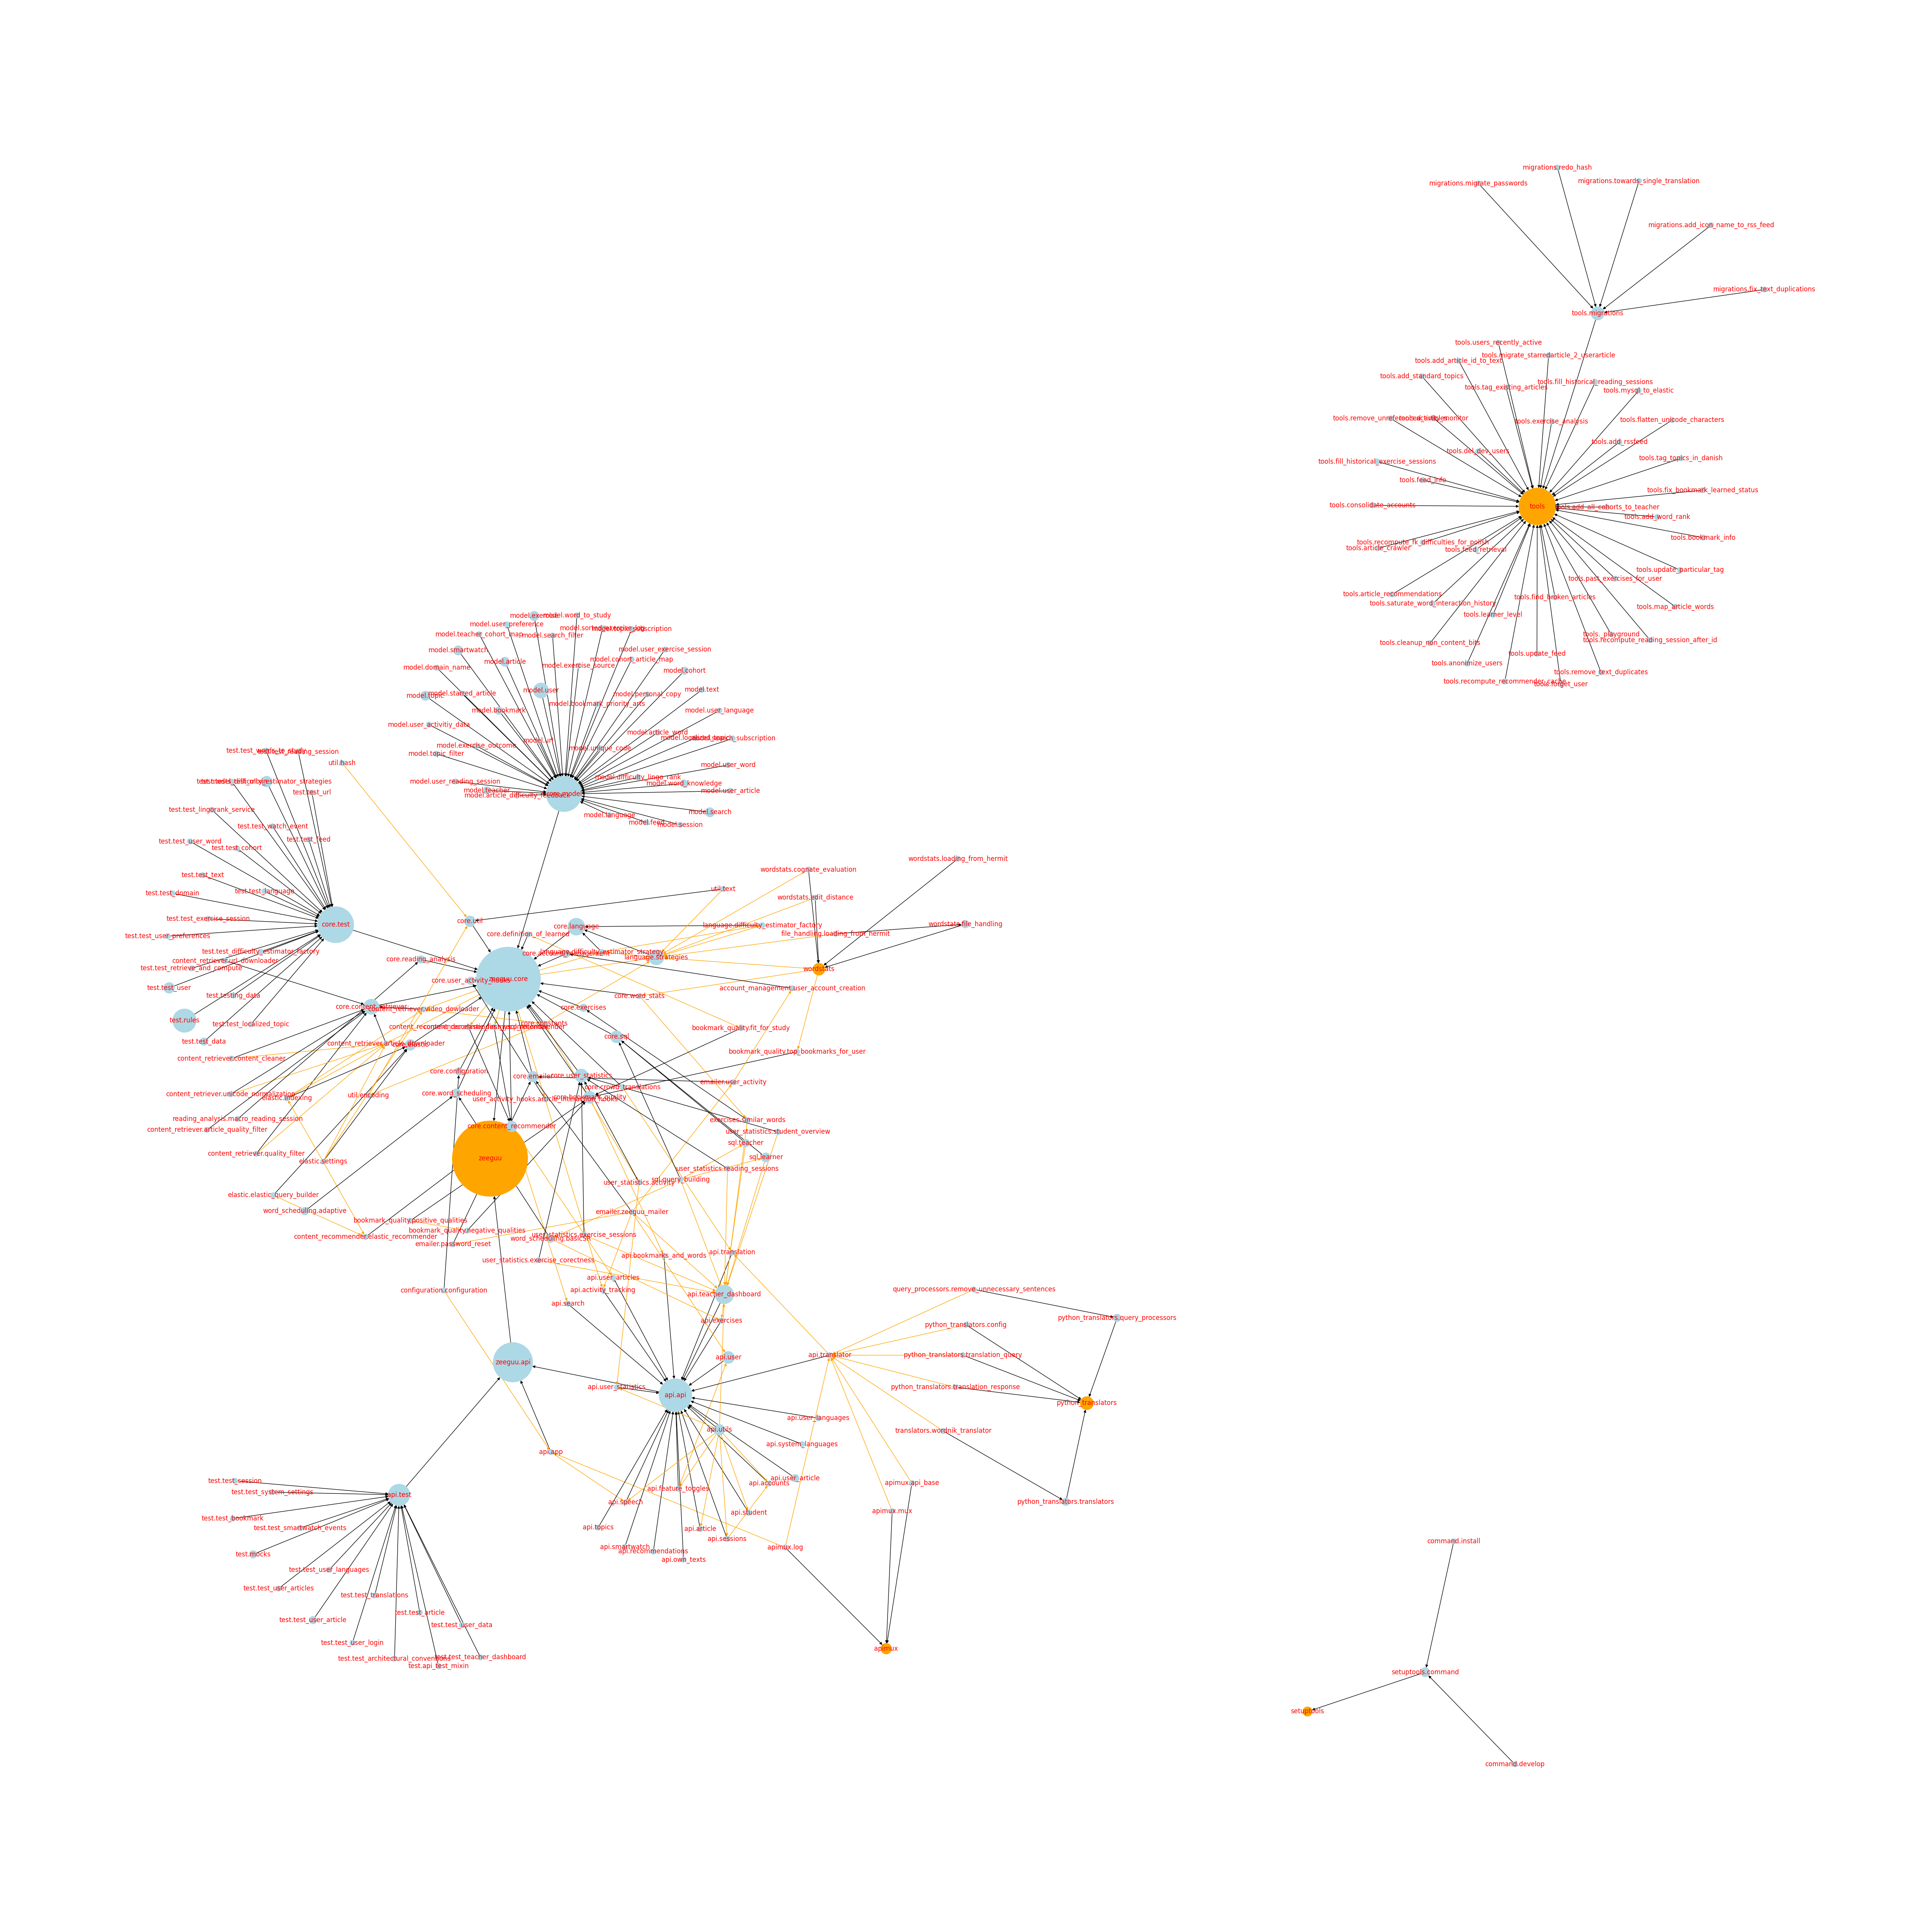 migrations.redo_hash
migrations.migrate_passwords
migrations.towards_single_translation
migrations.add_icon_name_to_rss_feed
migrations.fix_text_duplications
tools.migrations
tools.users_recently_active
tools.migrate_starred_article_2_userarticle
tools.add_article_id_to_text
tools.add_standard_topics
tools.fill_historical_reading_sessions
tools.tag_existing_articles
tools.mysql_to_elastic
tools.exercise_analysis
tools.flatten_unicode_characters
tools.add_rssfeed
tools.del_dev_users
tools.tag_topics_in_danish
tools.fill_historical_exercise_sessions
tools.feed_info
tools.fix_bookmark_learned_status
tools.consolidate_accounts
tools
tools.add_all_cohorts_to_teacher
tools.add_word_rank
tools.bookmark_info
tools.recompute_fk_difficulties_for_polish
tools.article_crawler
tools.feed_retrieval
tools.update_particular_tag
tools.past_exercises_for_user
tools.article_recommendations
tools.find_broken_articles
tools.saturate_word_interaction_history
tools.map_article_words
tools.learner_level
tools._playground
tools.recompute_reading_session_after_id
tools.cleanup_non_content_bits
tools.update_feed
tools.anonimize_users
tools.remove_text_duplicates
tools.recompute_recommender_cache
tools.forget_user
model.exercise
model.word_to_study
model.user_preference
model.teacher_cohort_map
model.search_filter
model.smartwatch
model.user_exercise_session
model.article
model.cohort_article_map
model.exercise_source
model.domain_name
model.cohort
model.user
model.text
model.topic
model.starred_article
model.personal_copy
model.bookmark_priority_arts
model.bookmark
model.user_language
model.user_activitiy_data
model.article_word
model.url
model.exercise_outcome
model.unique_code
model.topic_filter
model.user_word
model.difficulty_lingo_rank
model.user_reading_session
model.word_knowledge
model.teacher
model.user_article
model.article_difficulty_feedback
core.model
model.search
model.language
model.feed
model.session
test.test_words_to_study
test.test_reading_session
util.hash
test.test_url
test.test_lingorank_service
test.test_watch_event
test.test_feed
test.test_user_word
test.test_cohort
test.test_text
test.test_language
test.test_domain
test.test_exercise_session
core.test
test.test_user_preferences
test.test_difficulty_estimator_factory
content_retriever.url_downloader
test.test_retrieve_and_compute
test.test_user
test.testing_data
test.rules
test.test_localized_topic
test.test_data
wordstats.loading_from_hermit
wordstats.cognate_evaluation
util.text
wordstats.edit_distance
core.util
core.language
language.difficulty_estimator_factory
wordstats.file_handling
core.definition_of_learned
file_handling.loading_from_hermit
language.difficulty_estimator_strategy
language.strategies
core.reading_analysis
wordstats
zeeguu.core
core.user_activity_hooks
account_management.user_account_creation
core.word_stats
core.content_retriever
content_retriever.video_dowloader
core.exercises
core.constants
bookmark_quality.fit_for_study
core.sql
content_retriever.article_downloader
core.elastic
bookmark_quality.top_bookmarks_for_user
content_retriever.content_cleaner
core.configuration
core.emailer
core.user_statistics
emailer.user_activity
core.crowd_translations
content_retriever.unicode_normalization
util.encoding
core.word_scheduling
elastic.indexing
core.bookmark_quality
user_activity_hooks.article_interaction_hooks
reading_analysis.macro_reading_session
exercises.similar_words
content_retriever.article_quality_filter
core.content_recommender
user_statistics.student_overview
sql.teacher
content_retriever.quality_filter
elastic.settings
zeeguu
sql.learner
user_statistics.reading_sessions
sql.query_building
user_statistics.activity
elastic.elastic_query_builder
word_scheduling.adaptive
emailer.zeeguu_mailer
bookmark_quality.positive_qualities
bookmark_quality.negative_qualities
content_recommender.elastic_recommender
user_statistics.exercise_sessions
word_scheduling.basicSR
emailer.password_reset
api.translation
api.bookmarks_and_words
user_statistics.exercise_corectness
api.user_articles
configuration.configuration
api.activity_tracking
api.teacher_dashboard
api.search
api.exercises
query_processors.remove_unnecessary_sentences
python_translators.query_processors
python_translators.config
zeeguu.api
api.user
api.translator
python_translators.translation_query
api.user_statistics
api.api
python_translators.translation_response
python_translators
api.user_languages
api.utils
translators.wordnik_translator
api.system_languages
api.app
api.user_article
api.accounts
apimux.api_base
test.test_session
test.test_system_settings
api.test
api.feature_toggles
api.speech
python_translators.translators
apimux.mux
api.student
test.test_bookmark
test.test_smartwatch_events
api.topics
api.article
api.sessions
api.smartwatch
api.recommendations
apimux.log
api.own_texts
test.mocks
test.test_user_languages
test.test_user_articles
test.test_translations
test.test_article
test.test_user_article
test.test_user_data
test.test_user_login
test.test_architectural_conventions
test.test_teacher_dashboard
test.api_test_mixin
apimux
command.install
setuptools.command
setuptools
command.develop